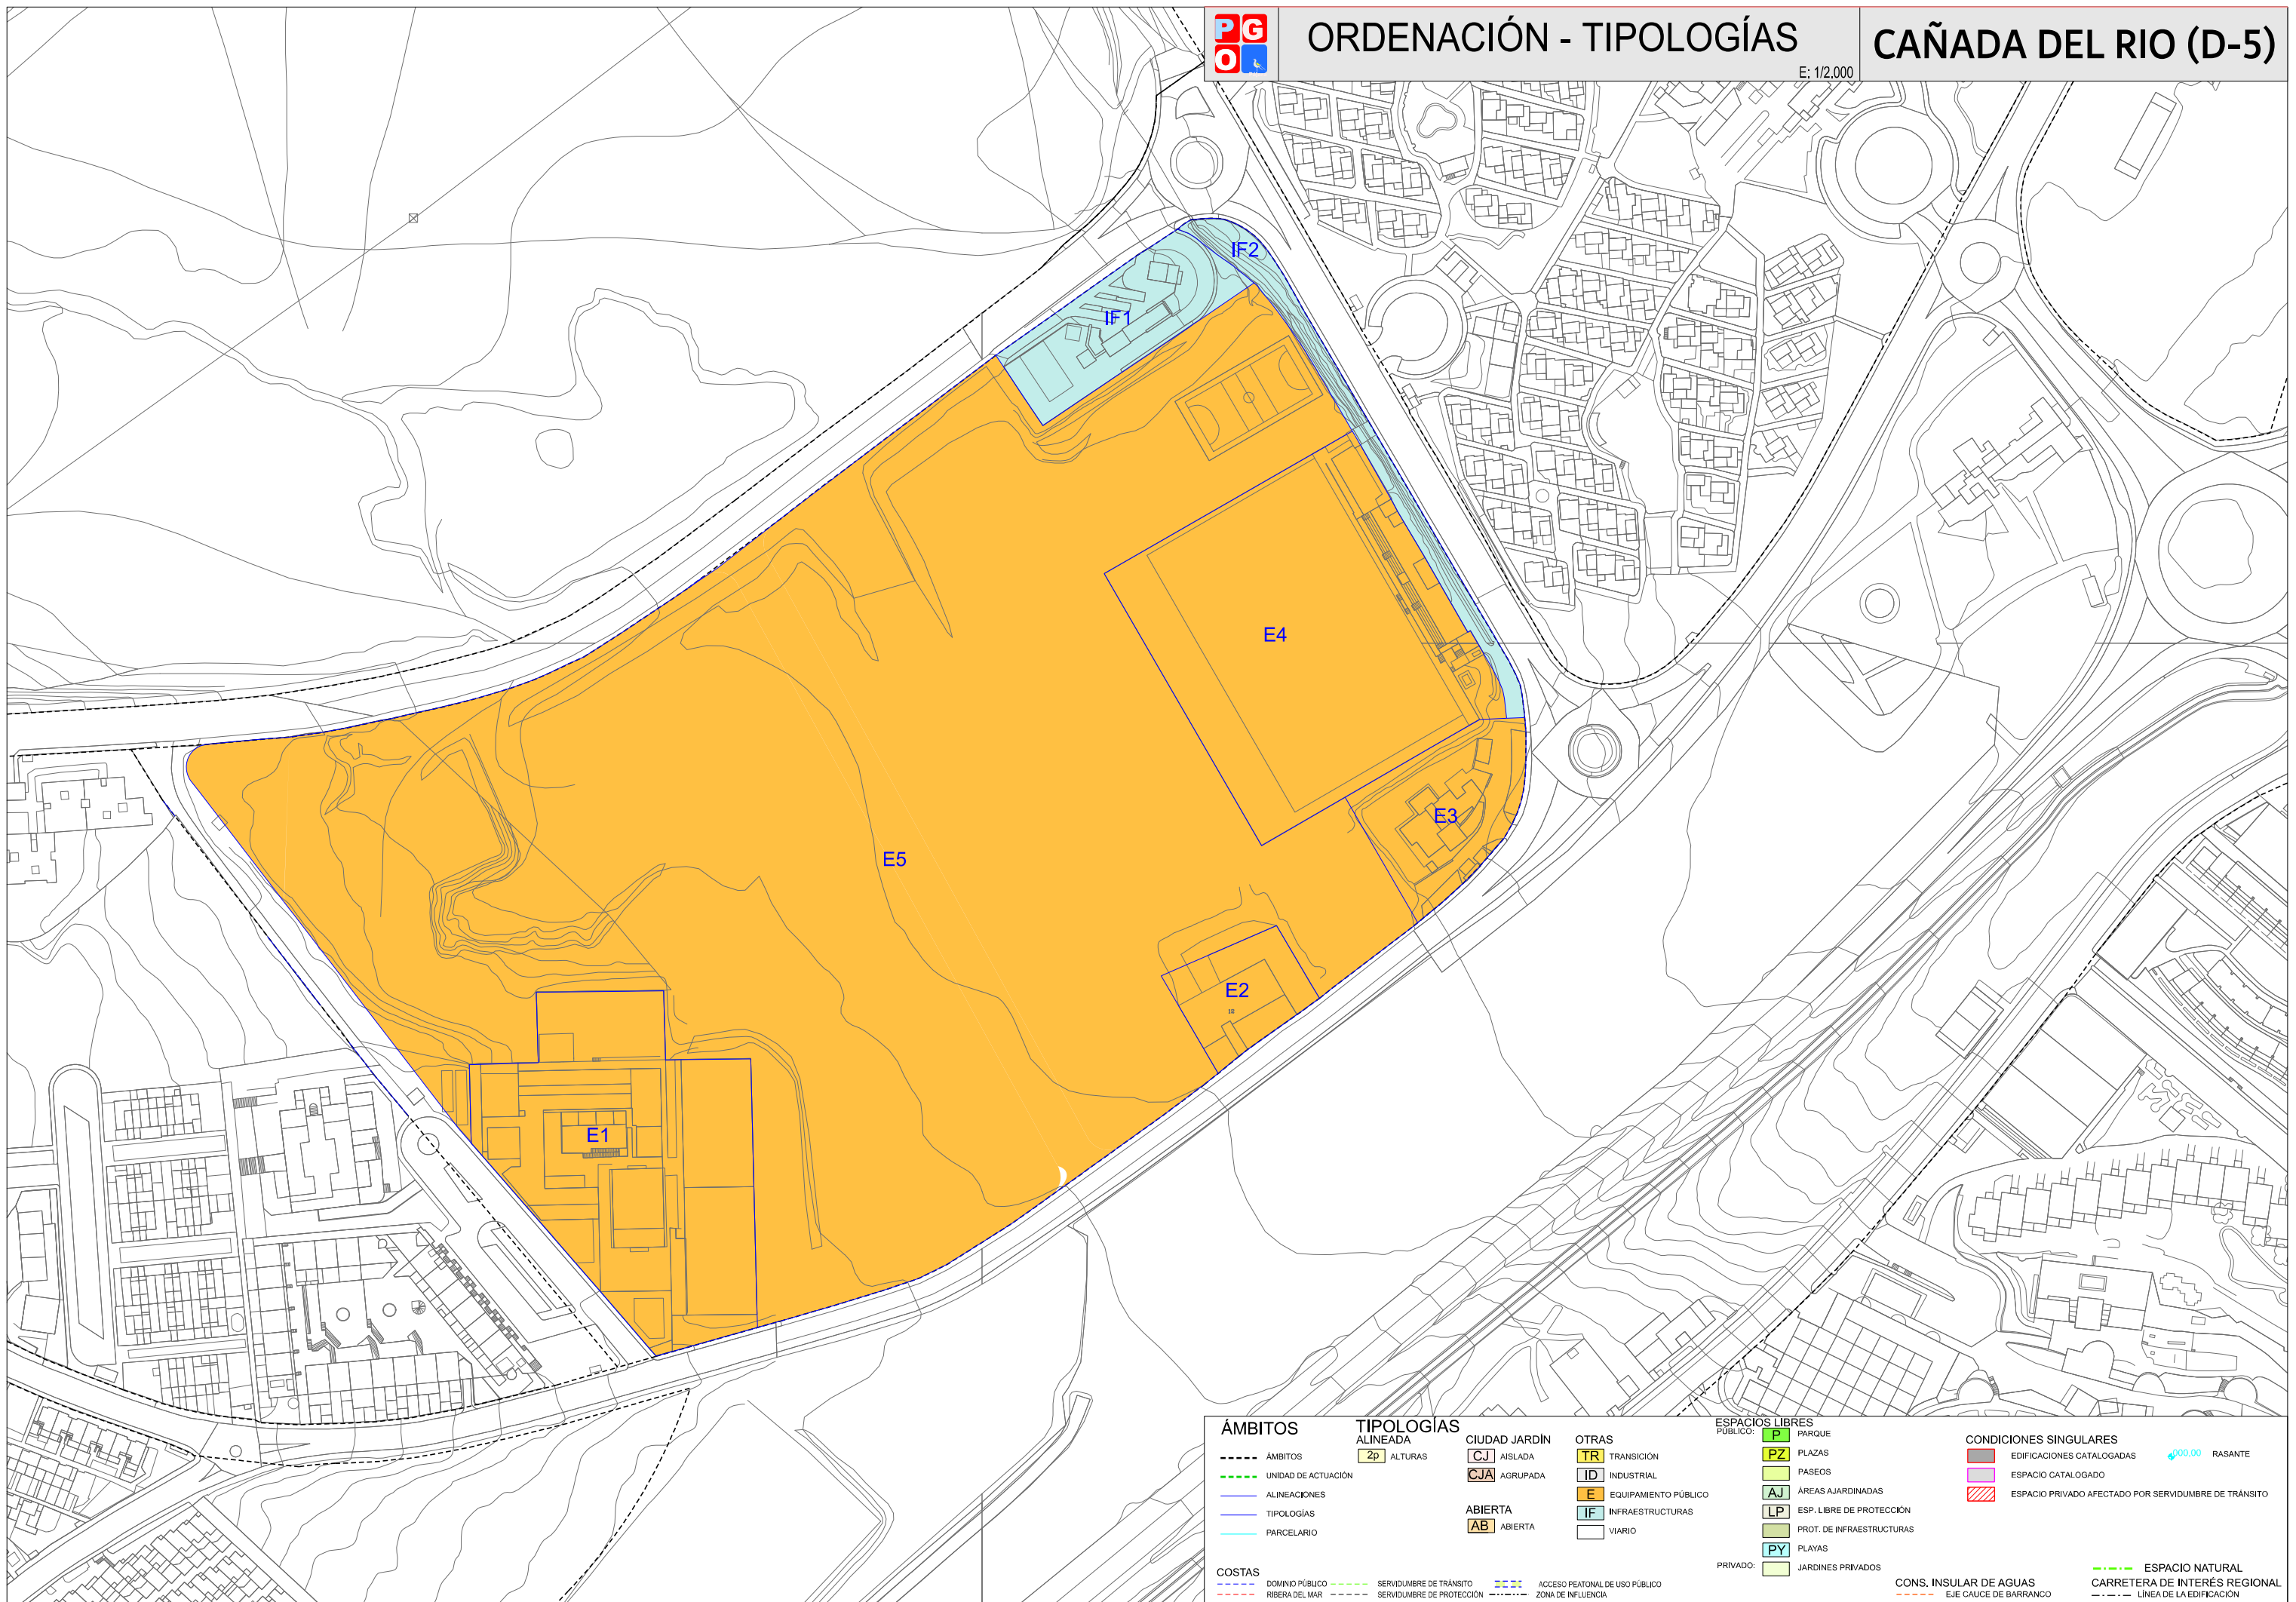 PGO
ORDENACIÓN - TIPOLOGÍAS
E: 1/2.000
CAÑADA DEL RIO (D-5)
IF2
IF1
E4
E3
E5
E2
E1
ÁMBITOS
ÁMBITOS
UNIDAD DE ACTUACIÓN
ALINEACIONES
TIPOLOGÍAS
PARCELARIO
TIPOLOGÍAS
ALINEADA
2p ALTURAS
CIUDAD JARDÍN
CJ AISLADA
CJA AGRUPADA
ABIERTA
AB ABIERTA
OTRAS
TR TRANSICIÓN
ID INDUSTRIAL
E EQUIPAMIENTO PÚBLICO
IF INFRAESTRUCTURAS
VIARIO
ESPACIOS LIBRES
PÚBLICO:
P PARQUE
PZ PLAZAS
PASEOS
AJ ÁREAS AJARDINADAS
LP ESP. LIBRE DE PROTECCIÓN
PROT. DE INFRAESTRUCTURAS
PY PLAYAS
PRIVADO: JARDINES PRIVADOS
CONDICIONES SINGULARES
EDIFICACIONES CATALOGADAS
ESPACIO CATALOGADO
ESPACIO PRIVADO AFECTADO POR SERVIDUMBRE DE TRÁNSITO
000.00 RASANTE
COSTAS
DOMINIO PÚBLICO
RIBERA DEL MAR
SERVIDUMBRE DE TRÁNSITO
SERVIDUMBRE DE PROTECCIÓN
ACCESO PEATONAL DE USO PÚBLICO
ZONA DE INFLUENCIA
CONS. INSULAR DE AGUAS
EJE CAUCE DE BARRANCO
ESPACIO NATURAL
CARRETERA DE INTERÉS REGIONAL
LÍNEA DE LA EDIFICACIÓN